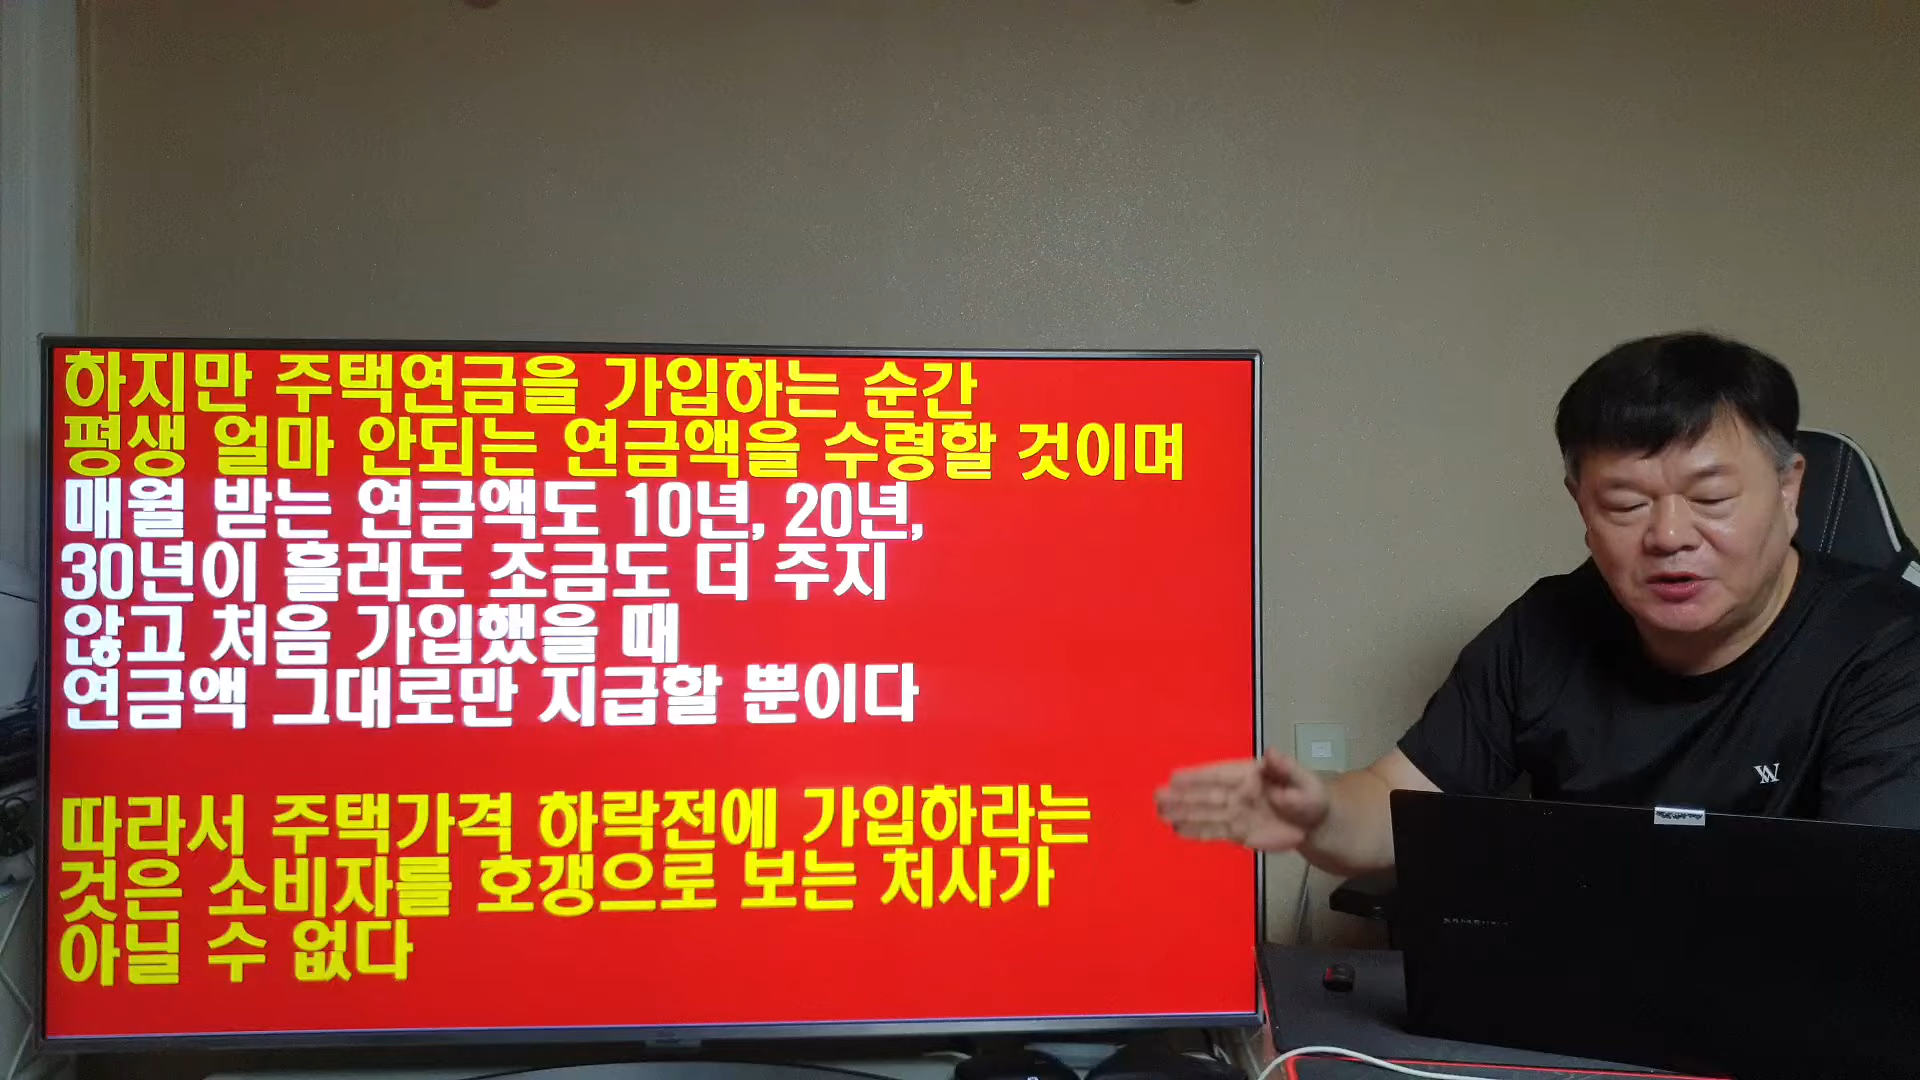 하지만 주택연금을 가입하는 순간
평생 얼마 안되는 연금액을 수령할 것이며
매월 받는 연금액도 10년, 20년,
30년이 흘러도 조금도 더 주지
않고 처음 가입했을 때
연금액 그대로만 지급할 뿐이다
따라서 주택가격 하락전에 가입하라는
것은 소비자를 호갱으로 보는 처사가
아닐 수 없다
SAMSUNG